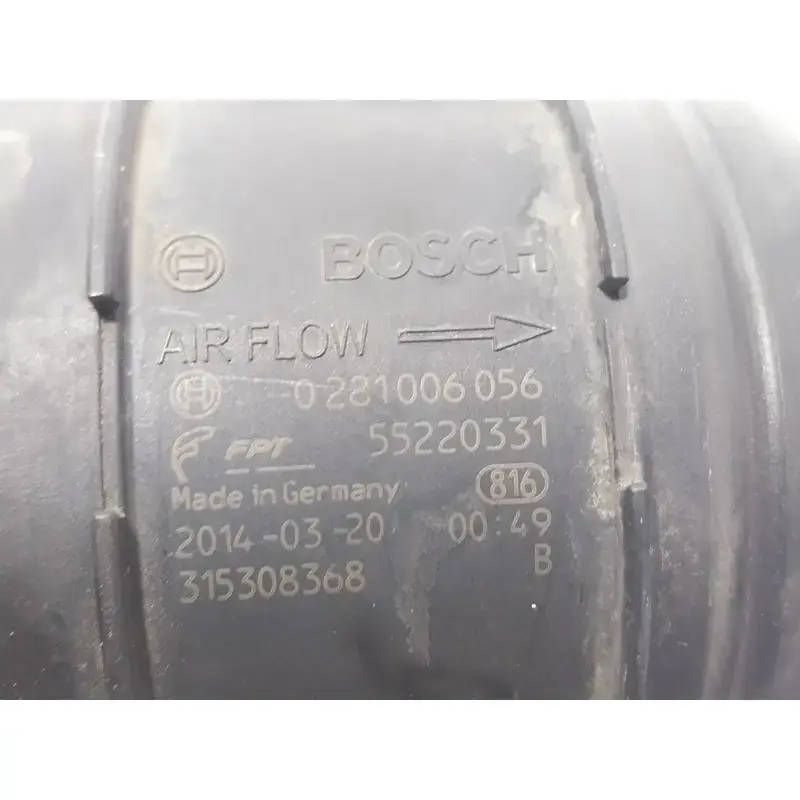 BOSCH
AIR FLOW
0 281 006 056
FPT 55220331
Made in Germany 816
2014-03-20 00:49
315308368 B